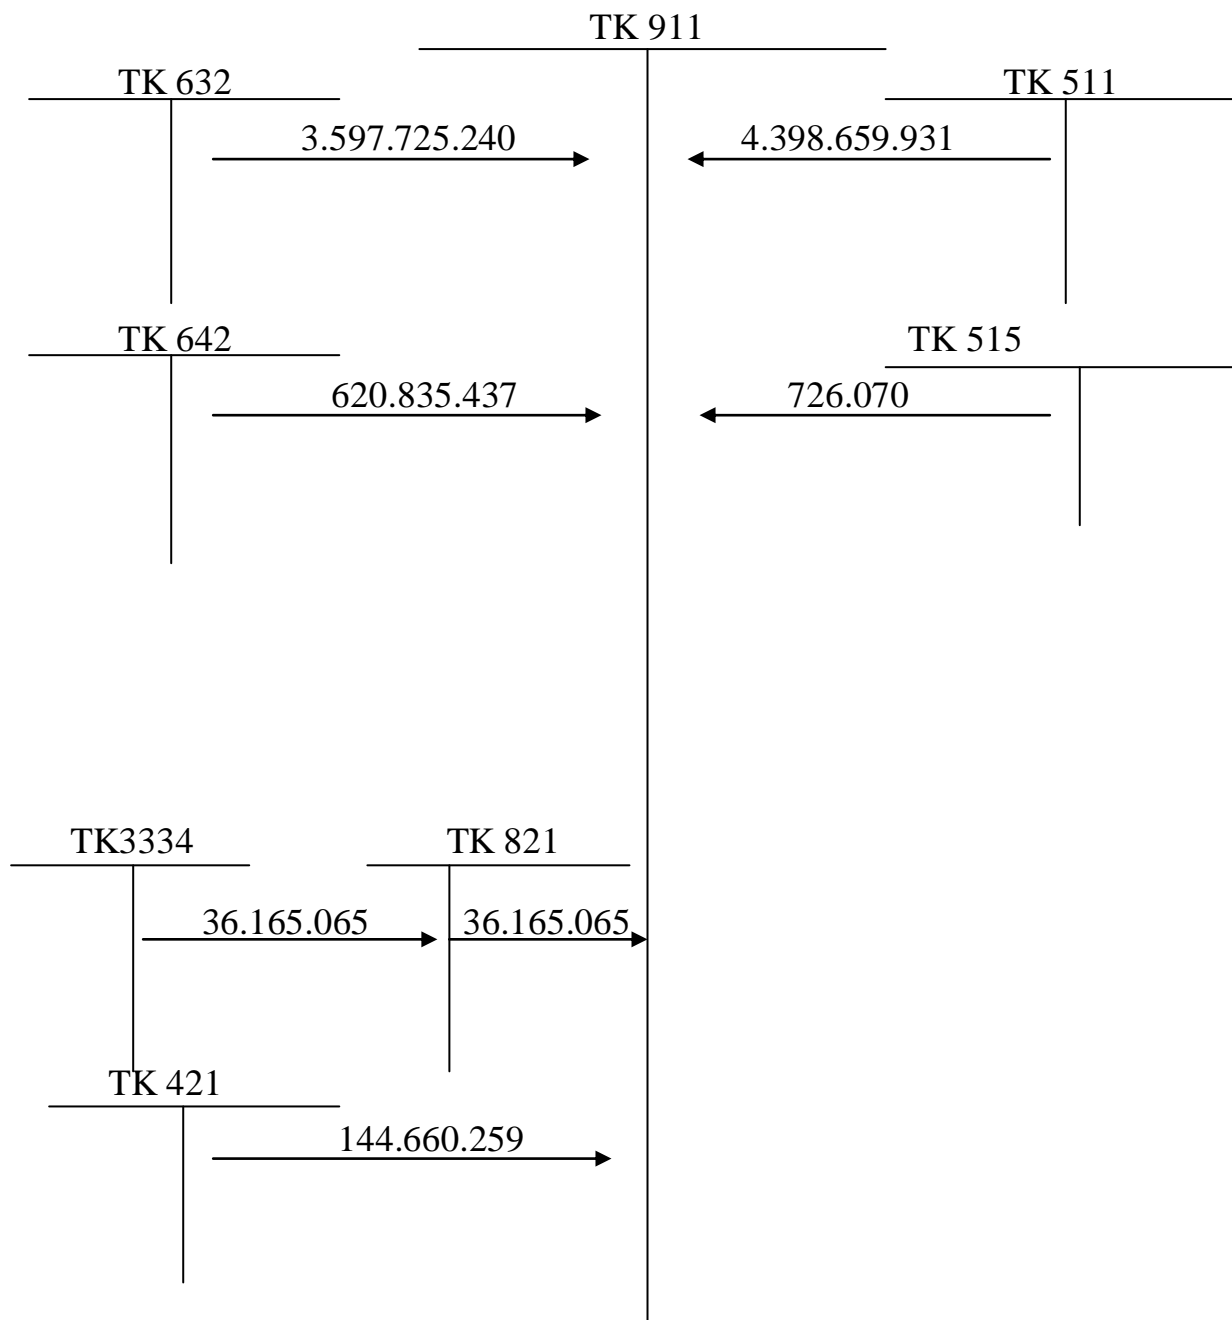 TK 911
TK 632
TK 511
3.597.725.240
4.398.659.931
TK 642
TK 515
620.835.437
726.070
TK3334
TK 821
36.165.065
36.165.065
TK 421
144.660.259